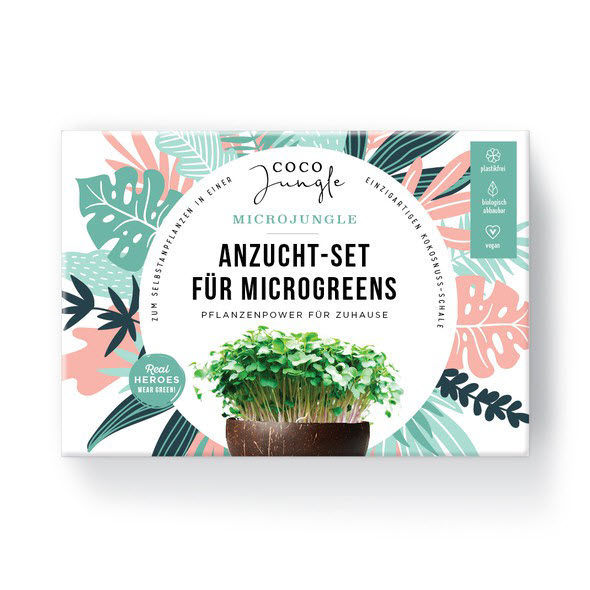 COCO
Jungle
MICROJUNGLE
ANZUCHT-SET
FÜR MICROGREENS
PFLANZENPOWER FÜR ZUHAUSE
ZUM SELBSTANPFLANZEN IN EINER
EINZIGARTIGEN KOKOSNUSS-SCHALE
plastikfrei
biologisch
abbaubar
vegan
Real
HEROES
WEAR GREEN!